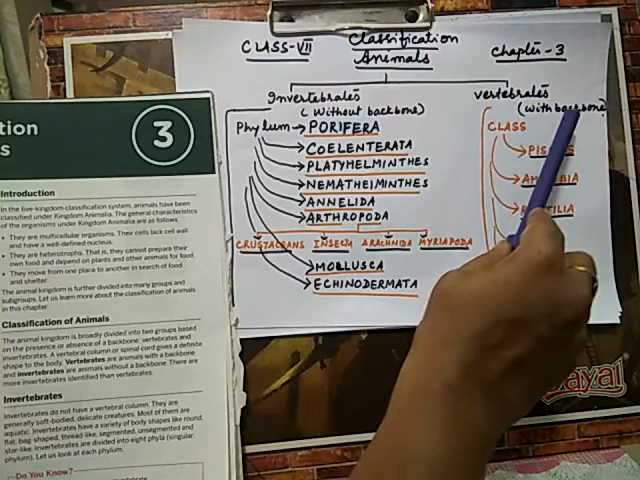 CLASS-VII
Classification
Animals
Chapter-3
Invertebrales
( Without backbone)
Phylum→ PORIFERA
COELENTERATA
PLATYHELMINTHES
NEMATHEIMINTHES
ANNELIDA
ARTHROPODA
CRUSTACEANS INSECTA ARACHNIDA MYRIAPODA
MOLLUSCA
ECHINODERMATA
vertebrales
(with backbone)
CLASS
3
Introduction
In the five-kingdom classification system, animals have been
classified under Kingdom Animalia. The general characteristics
of the organisms under Kingdom Animalia are as follows.
• They are multicellular organisms. Their cells lack cell wall
and have a well-defined nucleus.
• They are heterotrophs. That is, they cannot prepare their
own food and depend on plants and other animals for food.
• They move from one place to another in search of food
and shelter.
The animal kingdom is further divided into many groups and
subgroups. Let us learn more about the classification of animals
in this chapter.
Classification of Animals
The animal kingdom is broadly divided into two groups based
on the presence or absence of a backbone: vertebrates and
invertebrates. A vertebral column or spinal cord gives a definite
shape to the body. Vertebrates are animals with a backbone
and invertebrates are animals without a backbone. There are
more invertebrates identified than vertebrates.
Invertebrates
Invertebrates do not have a vertebral column. They are
generally soft-bodied, delicate creatures. Most of them are
aquatic. Invertebrates have a variety of body shapes like round,
flat, bag-shaped, thread-like, segmented, unsegmented and
star-like. Invertebrates are divided into eight phyla (singular:
phylum). Let us look at each phylum.
Do You Know?